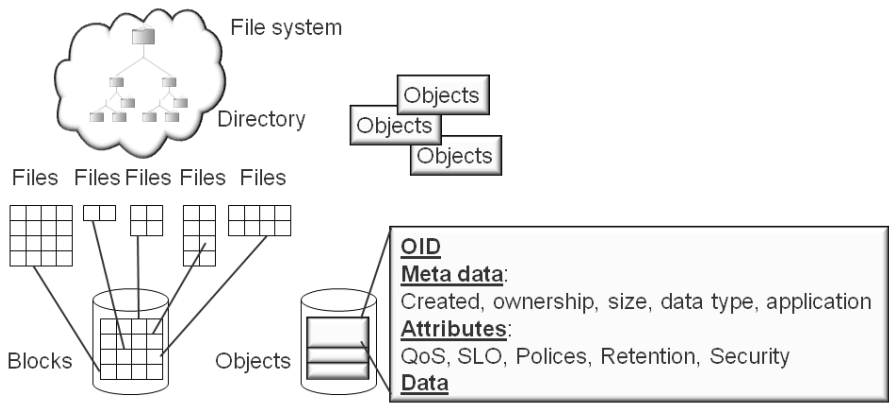 File system
Directory
Objects
Objects
Objects
Files Files Files Files Files
Blocks
Objects
OID
Meta data:
Created, ownership, size, data type, application
Attributes:
QoS, SLO, Polices, Retention, Security
Data